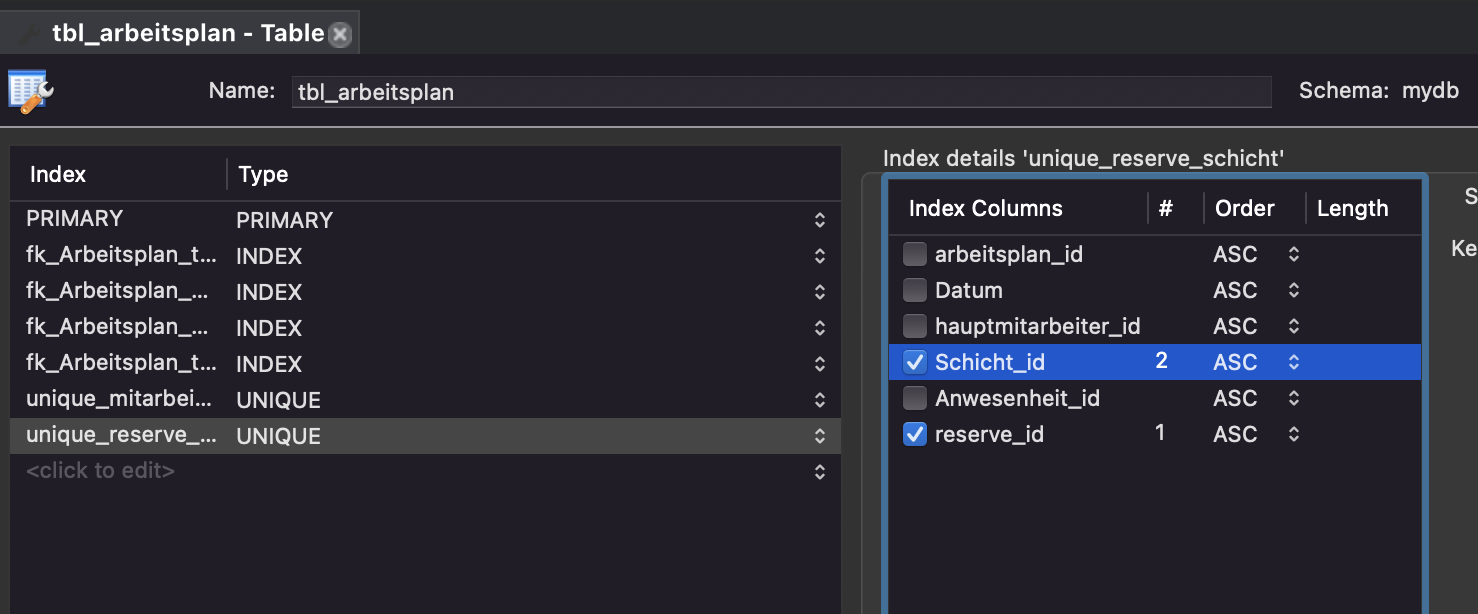 tbl_arbeitsplan - Table
Name: tbl_arbeitsplan Schema: mydb
Index Type
PRIMARY PRIMARY
fk_Arbeitsplan_t... INDEX
fk_Arbeitsplan_... INDEX
fk_Arbeitsplan_... INDEX
fk_Arbeitsplan_t... INDEX
unique_mitarbei... UNIQUE
unique_reserve_... UNIQUE
<click to edit>
Index details 'unique_reserve_schicht'
Index Columns # Order Length
arbeitsplan_id ASC
Datum ASC
hauptmitarbeiter_id ASC
Schicht_id 2 ASC
Anwesenheit_id ASC
reserve_id 1 ASC
S
Ke